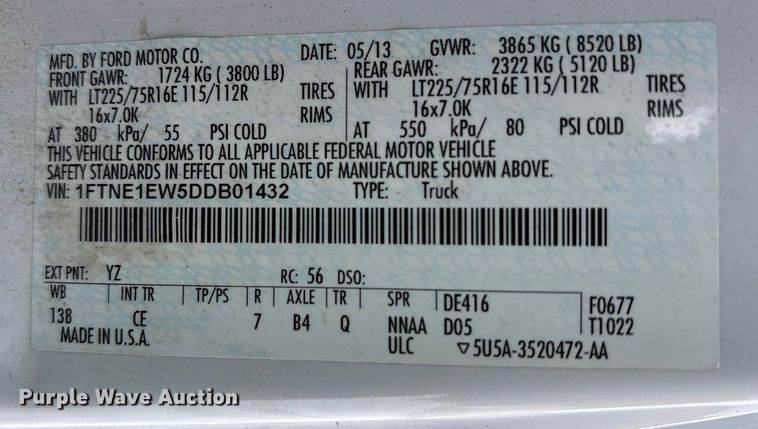 MFD. BY FORD MOTOR CO. DATE: 05/13 GVWR: 3865 KG ( 8520 LB)
FRONT GAWR: 1724 KG ( 3800 LB) REAR GAWR: 2322 KG ( 5120 LB)
WITH LT225/75R16E 115/112R TIRES WITH LT225/75R16E 115/112R TIRES
16x7.0K RIMS 16x7.0K RIMS
AT 380 kPa/ 55 PSI COLD AT 550 kPa/ 80 PSI COLD
THIS VEHICLE CONFORMS TO ALL APPLICABLE FEDERAL MOTOR VEHICLE
SAFETY STANDARDS IN EFFECT ON THE DATE OF MANUFACTURE SHOWN ABOVE.
VIN: 1FTNE1EW5DDB01432 TYPE: Truck
EXT PNT: YZ RC: 56 DSO:
WB INT TR TP/PS R AXLE TR SPR DE416 F0677
138 CE 7 B4 Q NNAA D05 T1022
MADE IN U.S.A. ULC ▽5U5A-3520472-AA
Purple Wave Auction